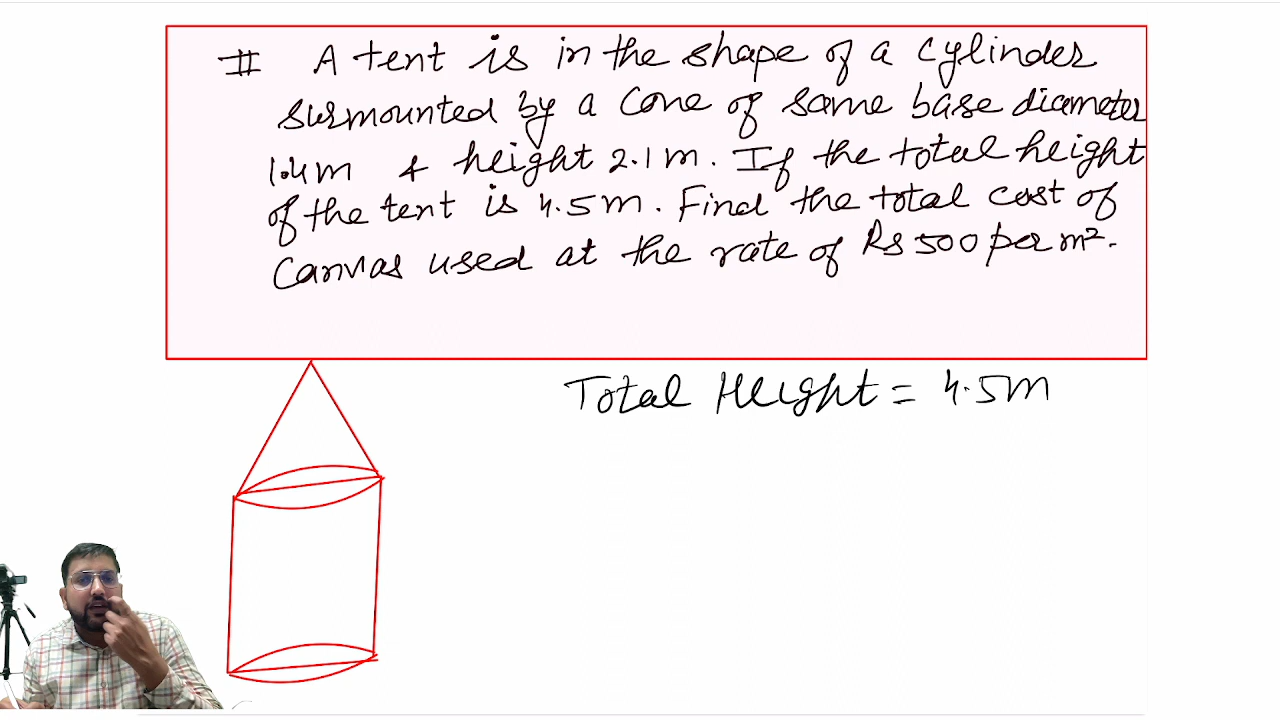 # A tent is in the shape of a cylinder
surmounted by a Cone of same base diameter
1.4m & height 2.1m. If the total height
of the tent is 4.5m. Find the total cost of
Canvas used at the rate of Rs 500 per m².
Total Height = 4.5m